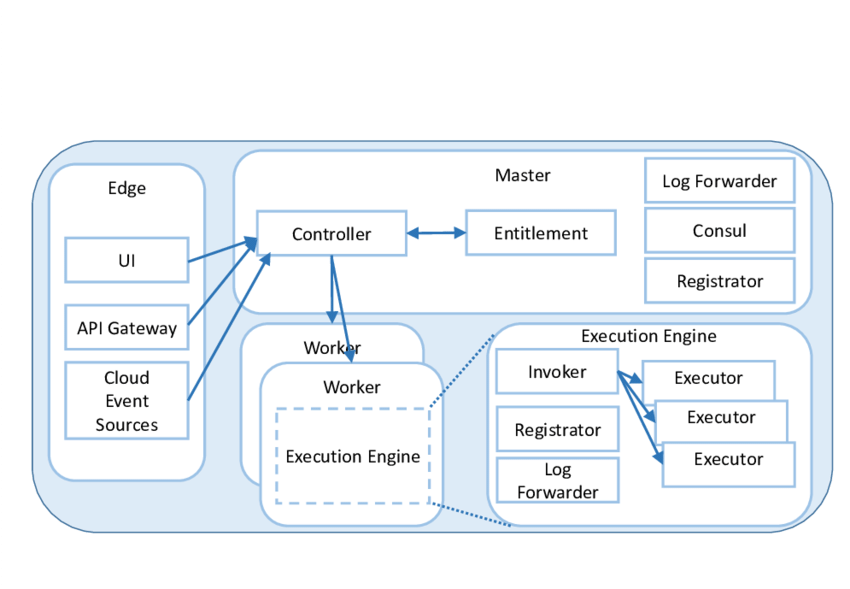 Edge
UI
API Gateway
Cloud
Event
Sources
Master
Controller
Entitlement
Log Forwarder
Consul
Registrator
Worker
Worker
Execution Engine
Execution Engine
Invoker
Registrator
Log
Forwarder
Executor
Executor
Executor